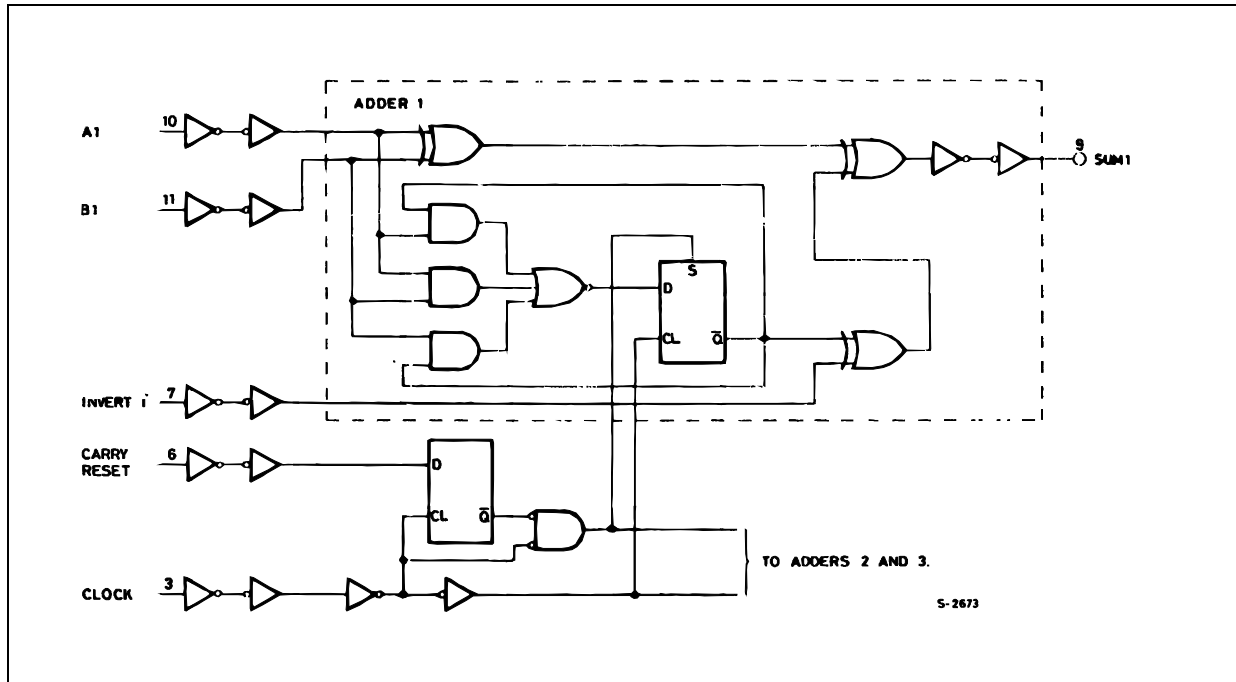 ADDER 1
A1
10
9
SUM1
B1
11
S
D
CL
Q̅
INVERT 1
7
CARRY
RESET
6
D
CL
Q̅
TO ADDERS 2 AND 3.
CLOCK
3
S-2673